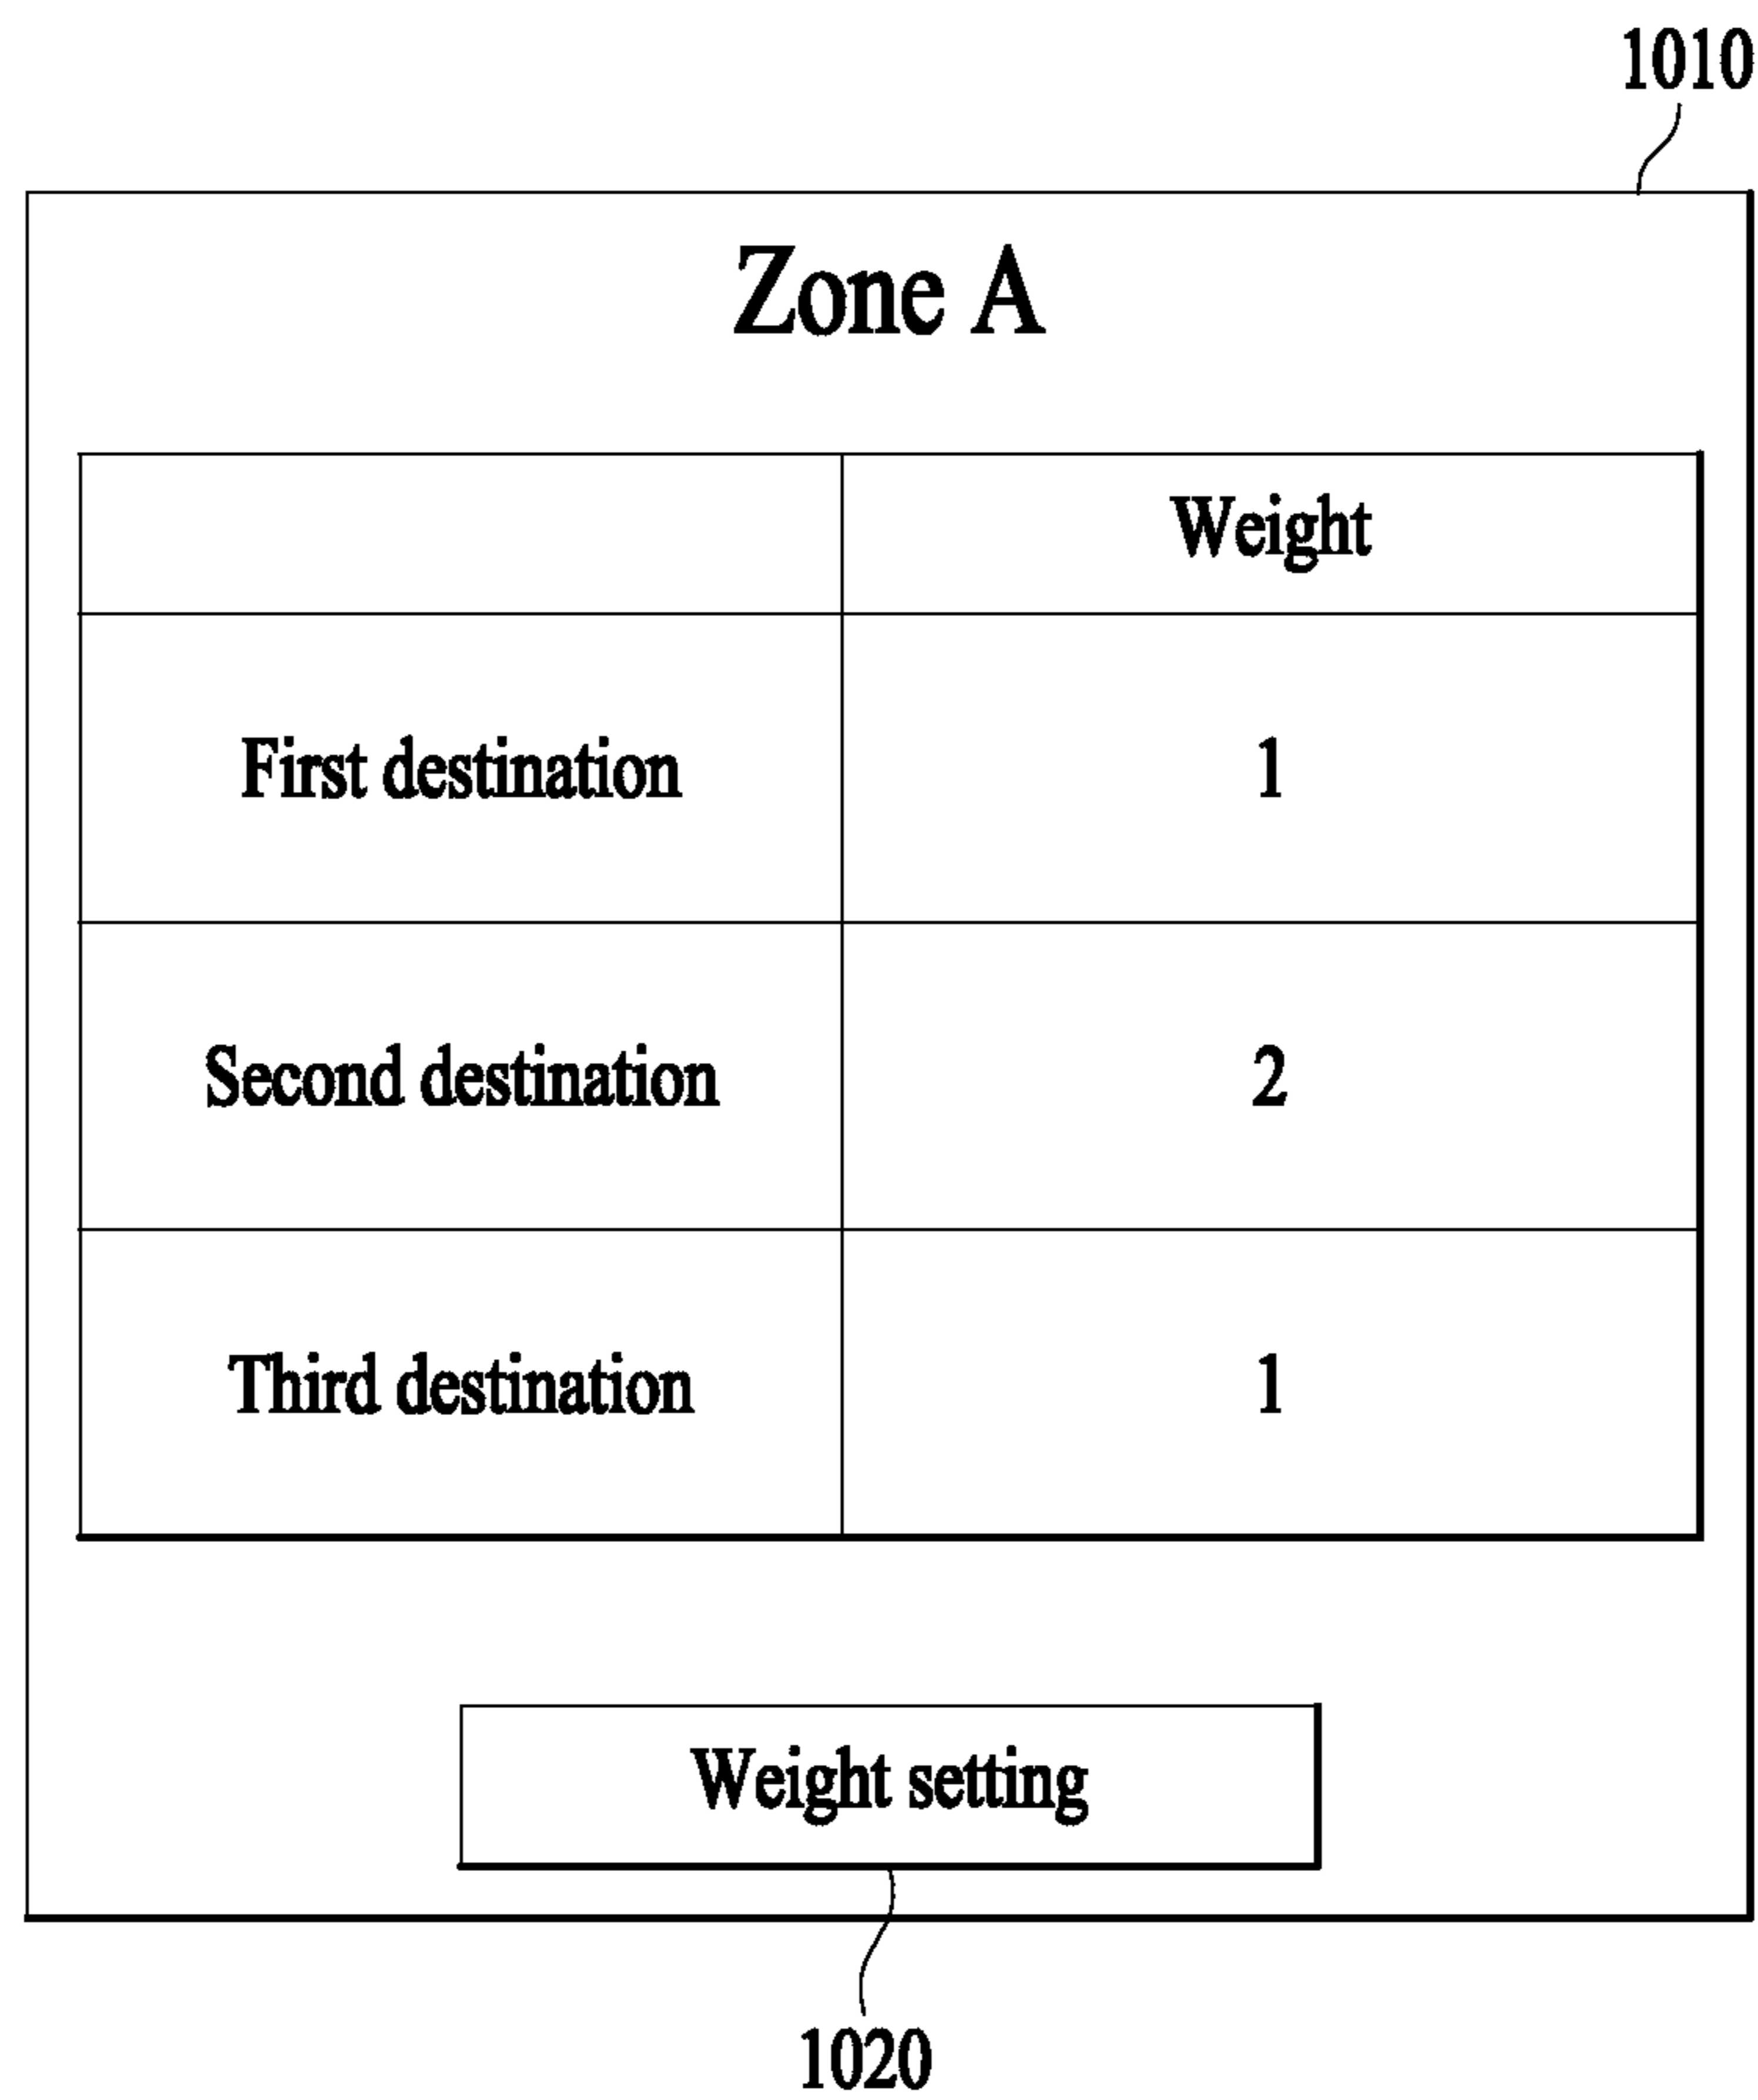 1010
Zone A
Weight
First destination 1
Second destination 2
Third destination 1
Weight setting
1020